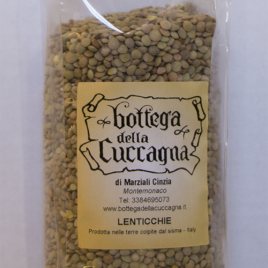 bottega
della
Cuccagna
di Marziali Cinzia
Montemonaco
Tel: 3384695073
www.bottegadellacuccagna.it
LENTICCHIE
Prodotta nelle terre colpite dal sisma - Italy